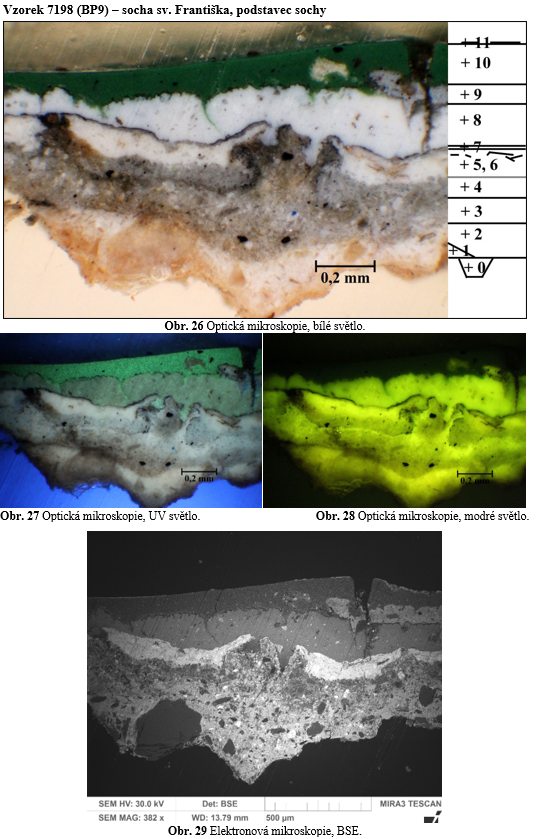 Vzorek 7198 (BP9) – socha sv. Františka, podstavec sochy
+ 11
+ 10
+ 9
+ 8
+ 7
+ 5, 6
+ 4
+ 3
+ 2
+ 1
+ 0
0,2 mm
Obr. 26 Optická mikroskopie, bílé světlo.
0,2 mm
0,2 mm
Obr. 27 Optická mikroskopie, UV světlo.
Obr. 28 Optická mikroskopie, modré světlo.
SEM HV: 30.0 kV
Det: BSE
MIRA3 TESCAN
SEM MAG: 382 x
WD: 13.79 mm
500 µm
Obr. 29 Elektronová mikroskopie, BSE.